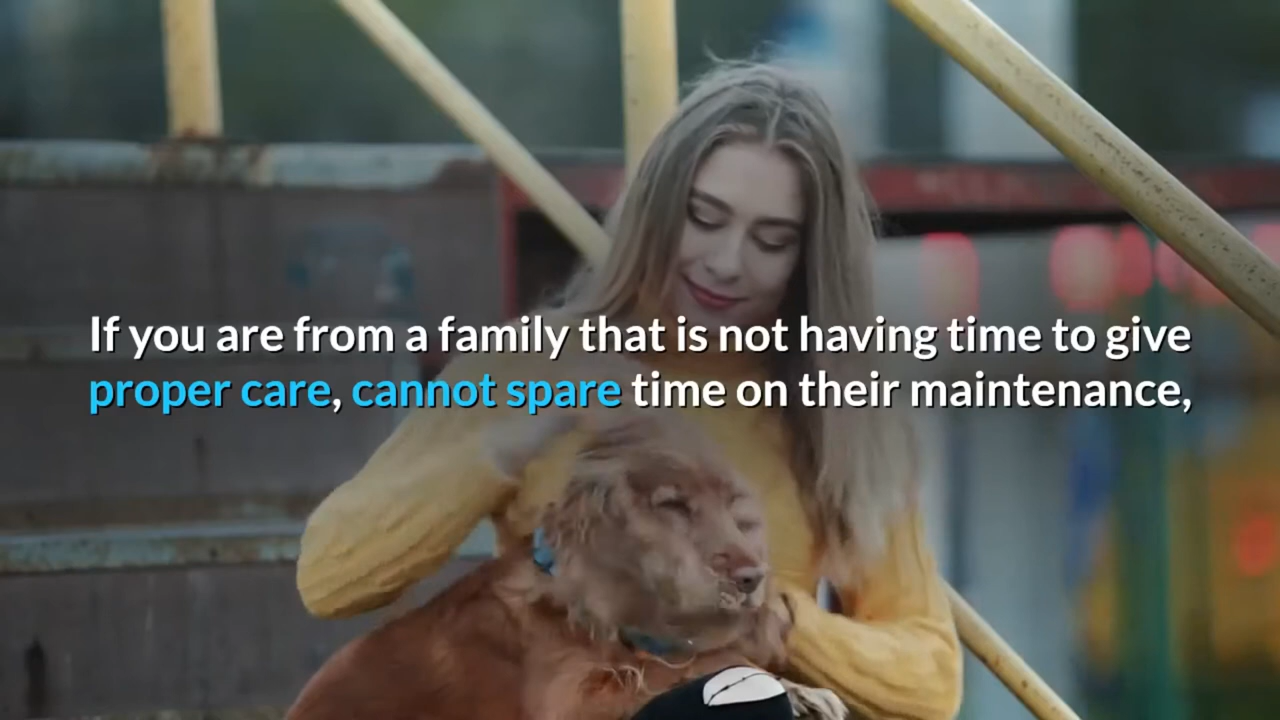 If you are from a family that is not having time to give
proper care, cannot spare time on their maintenance,